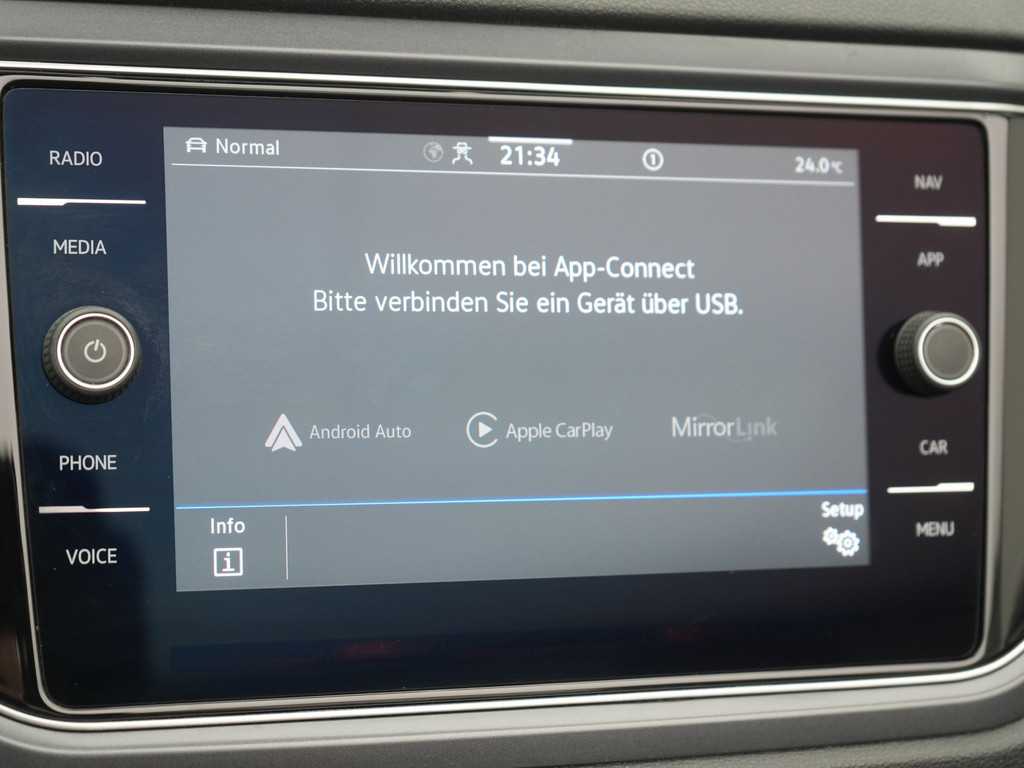 RADIO
MEDIA
PHONE
VOICE
Normal
21:34
1
24.0°C
Willkommen bei App-Connect
Bitte verbinden Sie ein Gerät über USB.
Android Auto
Apple CarPlay
MirrorLink
Info
i
Setup
NAV
APP
CAR
MENU